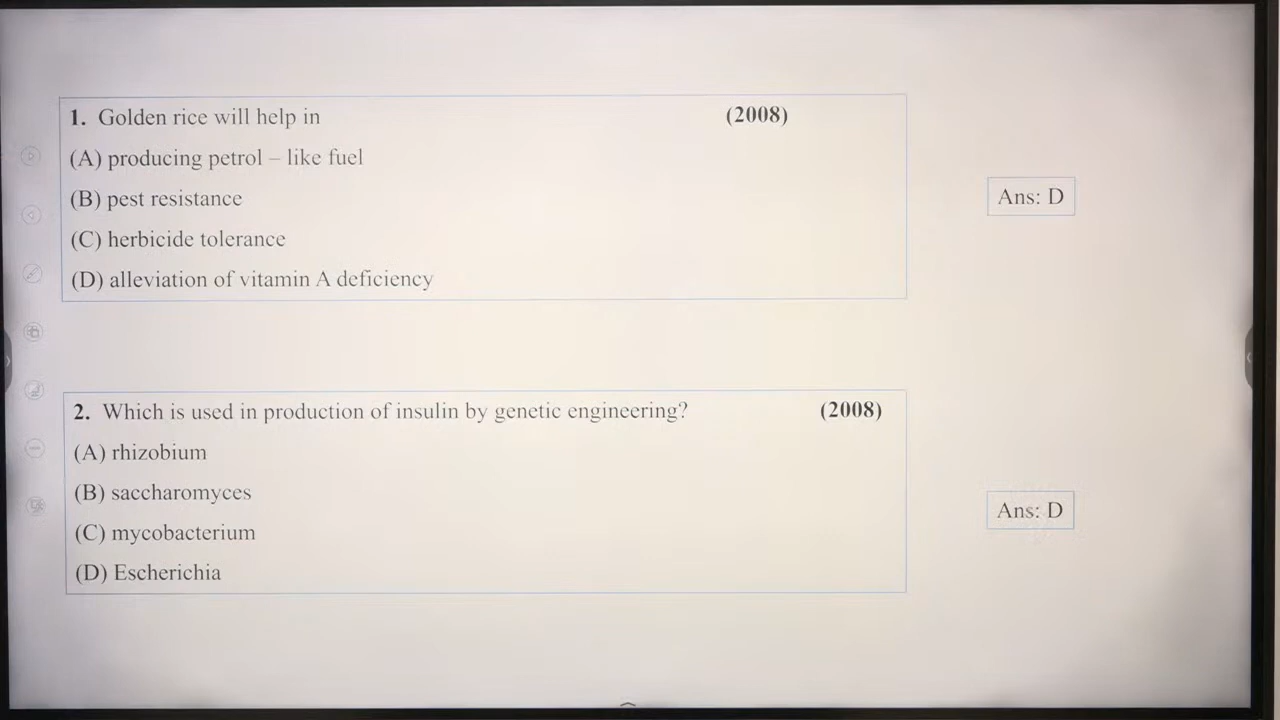 1. Golden rice will help in (2008)
(A) producing petrol – like fuel
(B) pest resistance
(C) herbicide tolerance
(D) alleviation of vitamin A deficiency
Ans: D
2. Which is used in production of insulin by genetic engineering? (2008)
(A) rhizobium
(B) saccharomyces
(C) mycobacterium
(D) Escherichia
Ans: D